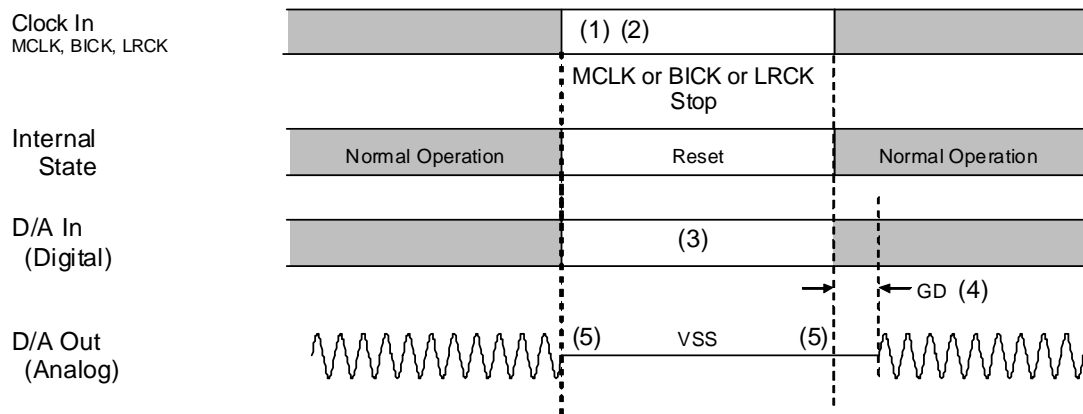 Clock In
MCLK, BICK, LRCK
(1) (2)
MCLK or BICK or LRCK
Stop
Internal
State
Normal Operation
Reset
Normal Operation
D/A In
(Digital)
(3)
GD (4)
D/A Out
(Analog)
(5)
VSS
(5)